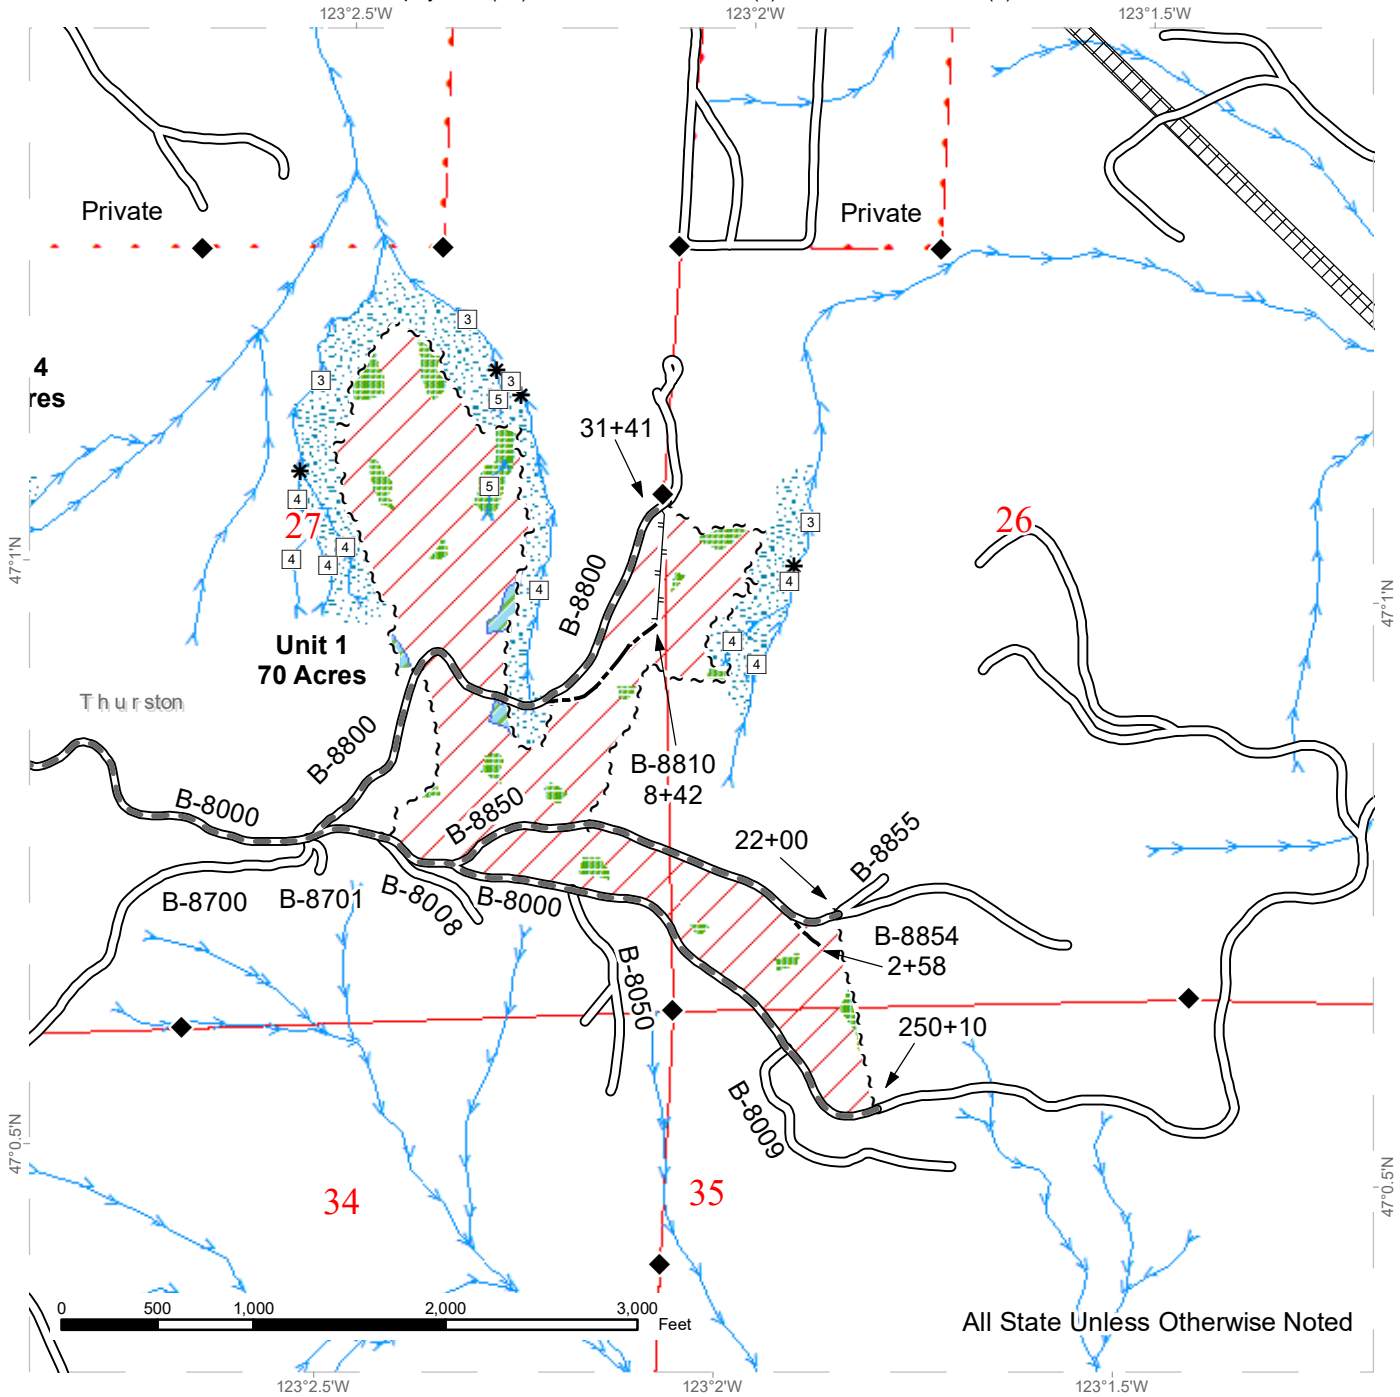 123°2.5'W
123°2'W
123°1.5'W
Private
Private
3
4
res
3
3
5
31+41
4
5
27
3
26
4
4
4
47°1'N
B-8800
4
4
47°1'N
Unit 1
70 Acres
4
4
Thurston
B-8800
B-8810
8+42
B-8000
B-8850
22+00
B-8855
B-8700
B-8701
B-8008
B-8000
B-8854
2+58
B-8050
250+10
B-8009
47°0.5'N
47°0.5'N
34
35
0
500
1,000
2,000
3,000
Feet
All State Unless Otherwise Noted
123°2.5'W
123°2'W
123°1.5'W